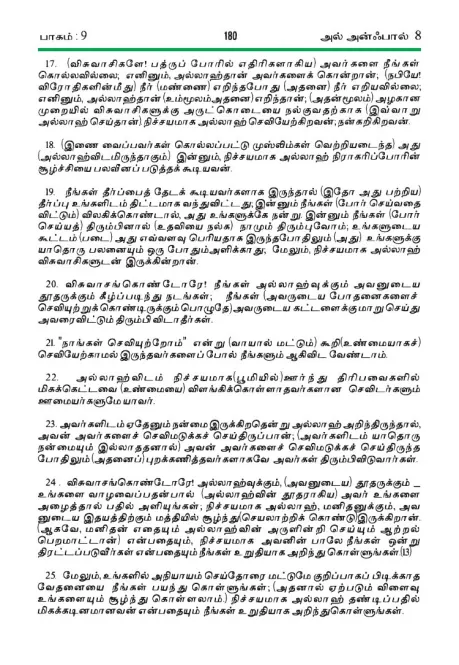 பாகம் : 9 180 அல் அன்ஃபால் 8
17. (விசுவாசிகளே! பத்ருப் போரில் எதிரிகளாகிய) அவர்களை நீங்கள்
கொல்லவில்லை; எனினும், அல்லாஹ்தான் அவர்களைக் கொன்றான்; (நபியே!
விரோதிகளின்மீது) நீர் (மண்ணை) எறிந்தபோது (அதனை) நீர் எறியவில்லை;
எனினும், அல்லாஹ்தான் (உம்மூலம்அதனை) எறிந்தான்; (அதன்மூலம்) அழகான
முறையில் விசுவாசிகளுக்கு அருட்கொடையை நல்குவதற்காக (இவ்வாறு
அல்லாஹ் செய்தான்). நிச்சயமாக அல்லாஹ் செவியேற்கிறவன்; நன்கறிகிறவன்.
18. (இணை வைப்பவர்கள் கொல்லப்பட்டு முஸ்லிம்கள் வெற்றியடைந்த) அது
(அல்லாஹ்விடமிருந்தாகும்.) இன்னும், நிச்சயமாக அல்லாஹ் நிராகரிப்போரின்
சூழ்ச்சியை பலவீனப் படுத்தக் கூடியவன்.
19. நீங்கள் தீர்ப்பைத் தேடக் கூடியவர்களாக இருந்தால் (இதோ அது பற்றிய)
தீர்ப்பு உங்களிடம் திட்டமாக வந்துவிட்டது; இன்னும் நீங்கள் (போர் செய்வதை
விட்டும்) விலகிக்கொண்டால், அது உங்களுக்கே நன்று. இன்னும் நீங்கள் (போர்
செய்யத்) திரும்பினால் (உதவியை நல்க) நாமும் திரும்புவோம்; உங்களுடைய
கூட்டம் (படை) அது எவ்வளவு பெரியதாக இருந்தபோதிலும் (அது) உங்களுக்கு
யாதொரு பலனையும் ஒரு போதும்அளிக்காது; மேலும், நிச்சயமாக அல்லாஹ்
விசுவாசிகளுடன் இருக்கின்றான்.
20. விசுவாசங்கொண்டோரே! நீங்கள் அல்லாஹ்வுக்கும் அவனுடைய
தூதருக்கும் கீழ்ப்படிந்து நடங்கள்; நீங்கள் (அவருடைய போதனைகளைச்
செவியுற்றுக்கொண்டிருக்கும்பொழுதே)அவருடைய கட்டளைக்கு மாறு செய்து
அவரைவிட்டும் திரும்பிவிடாதீர்கள்.
21. "நாங்கள் செவியுற்றோம்" என்று (வாயால் மட்டும்) கூறி(உண்மையாகச்)
செவியேற்காமல் இருந்தவர்களைப் போல் நீங்களும் ஆகிவிட வேண்டாம்.
22. அல்லாஹ்விடம் நிச்சயமாக(பூமியில்)ஊர்ந்து திரிபவைகளில்
மிகக்கெட்டவை (உண்மையை) விளங்கிக்கொள்ளாதவர்களான செவிடர்களும்
ஊமையர்களுமேயாவர்.
23. அவர்களிடம் ஏதேனும் நன்மை இருக்கிறதென்று அல்லாஹ் அறிந்திருந்தால்,
அவன் அவர்களைச் செவிமடுக்கச் செய்திருப்பான்; (அவர்களிடம் யாதொரு
நன்மையும் இல்லாததனால்) அவன் அவர்களைச் செவிமடுக்கச் செய்திருந்த
போதிலும் (அதனைப்) புறக்கணித்தவர்களாகவே அவர்கள் திரும்பிவிடுவார்கள்.
24 . விசுவாசங்கொண்டோரே! அல்லாஹ்வுக்கும், (அவனுடைய) தூதருக்கும் _
உங்களை வாழவைப்பதன்பால் (அல்லாஹ்வின் தூதராகிய) அவர் உங்களை
அழைத்தால் பதில் அளியுங்கள்; நிச்சயமாக அல்லாஹ், மனிதனுக்கும், அவ
னுடைய இதயத்திற்கும் மத்தியில் சூழ்ந்து(செயலாற்றிக் கொண்டு)இருக்கிறான்.
(ஆகவே, மனிதன் எதையும் அல்லாஹ்வின் அருளின்றி செய்யும் ஆற்றல்
பெறமாட்டான்) என்பதையும், நிச்சயமாக அவனின் பாலே நீங்கள் ஒன்று
திரட்டப்படுவீர்கள் என்பதையும் நீங்கள் உறுதியாக அறிந்து கொள்ளுங்கள் (13)
25. மேலும், உங்களில் அநியாயம் செய்தோரை மட்டுமே குறிப்பாகப் பிடிக்காத
வேதனையை நீங்கள் பயந்து கொள்ளுங்கள்; (அதனால் ஏற்படும் விளைவு
உங்களையும் சூழ்ந்து கொள்ளலாம்.) நிச்சயமாக அல்லாஹ் தண்டிப்பதில்
மிகக்கடினமானவன் என்பதையும் நீங்கள் உறுதியாக அறிந்துகொள்ளுங்கள்.